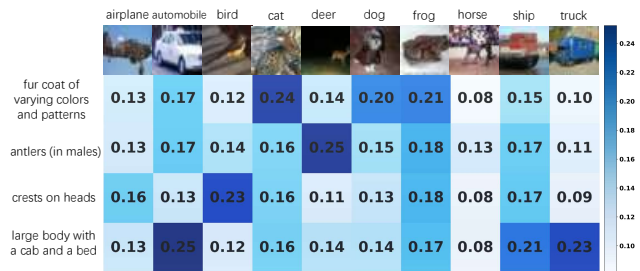 airplane automobile bird cat deer dog frog horse ship truck
fur coat of
varying colors
and patterns
0.13 0.17 0.12 0.24 0.14 0.20 0.21 0.08 0.15 0.10
antlers (in males)
0.13 0.17 0.14 0.16 0.25 0.15 0.18 0.13 0.17 0.11
crests on heads
0.16 0.13 0.23 0.16 0.11 0.13 0.18 0.08 0.17 0.09
large body with
a cab and a bed
0.13 0.25 0.12 0.16 0.14 0.14 0.17 0.08 0.21 0.23
0.24
0.22
0.20
0.18
0.16
0.14
0.12
0.10